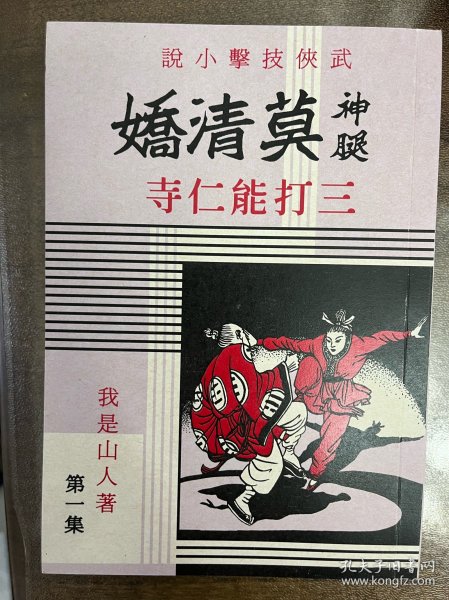 武俠技擊小說
神腿莫清嬌
三打能仁寺
我是山人著
第一集
孔夫子旧书网
www.kongfz.com